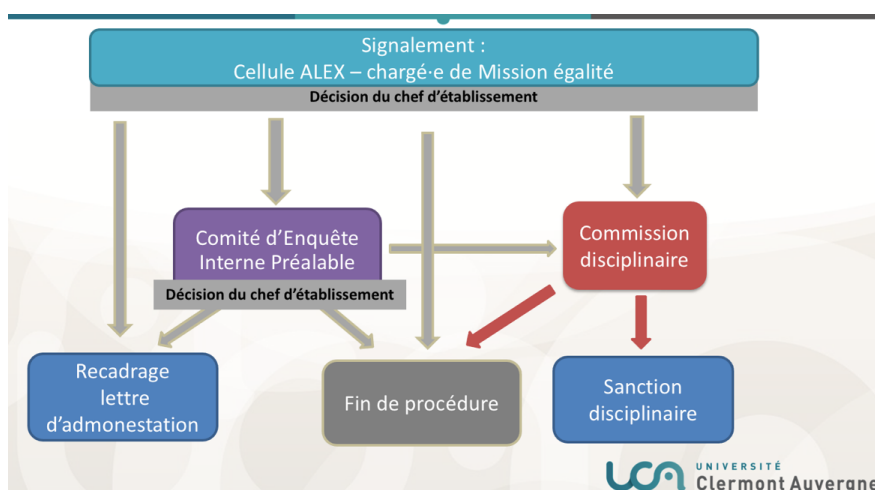 Signalement :
Cellule ALEX – chargé·e de Mission égalité
Décision du chef d’établissement
Comité d’Enquête
Interne Préalable
Décision du chef d’établissement
Commission
disciplinaire
Recadrage
lettre
d’admonestation
Fin de procédure
Sanction
disciplinaire
UCA
UNIVERSITÉ
Clermont Auvergne